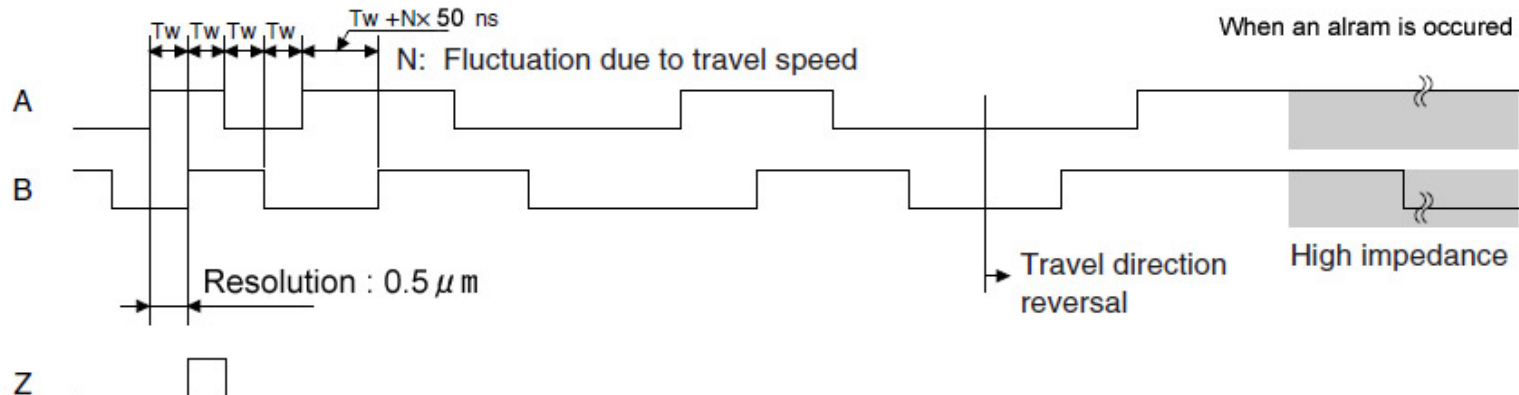 Tw Tw Tw Tw
Tw +N× 50 ns
When an alram is occured
N: Fluctuation due to travel speed
A
B
Resolution : 0.5 μm
Travel direction
reversal
High impedance
Z